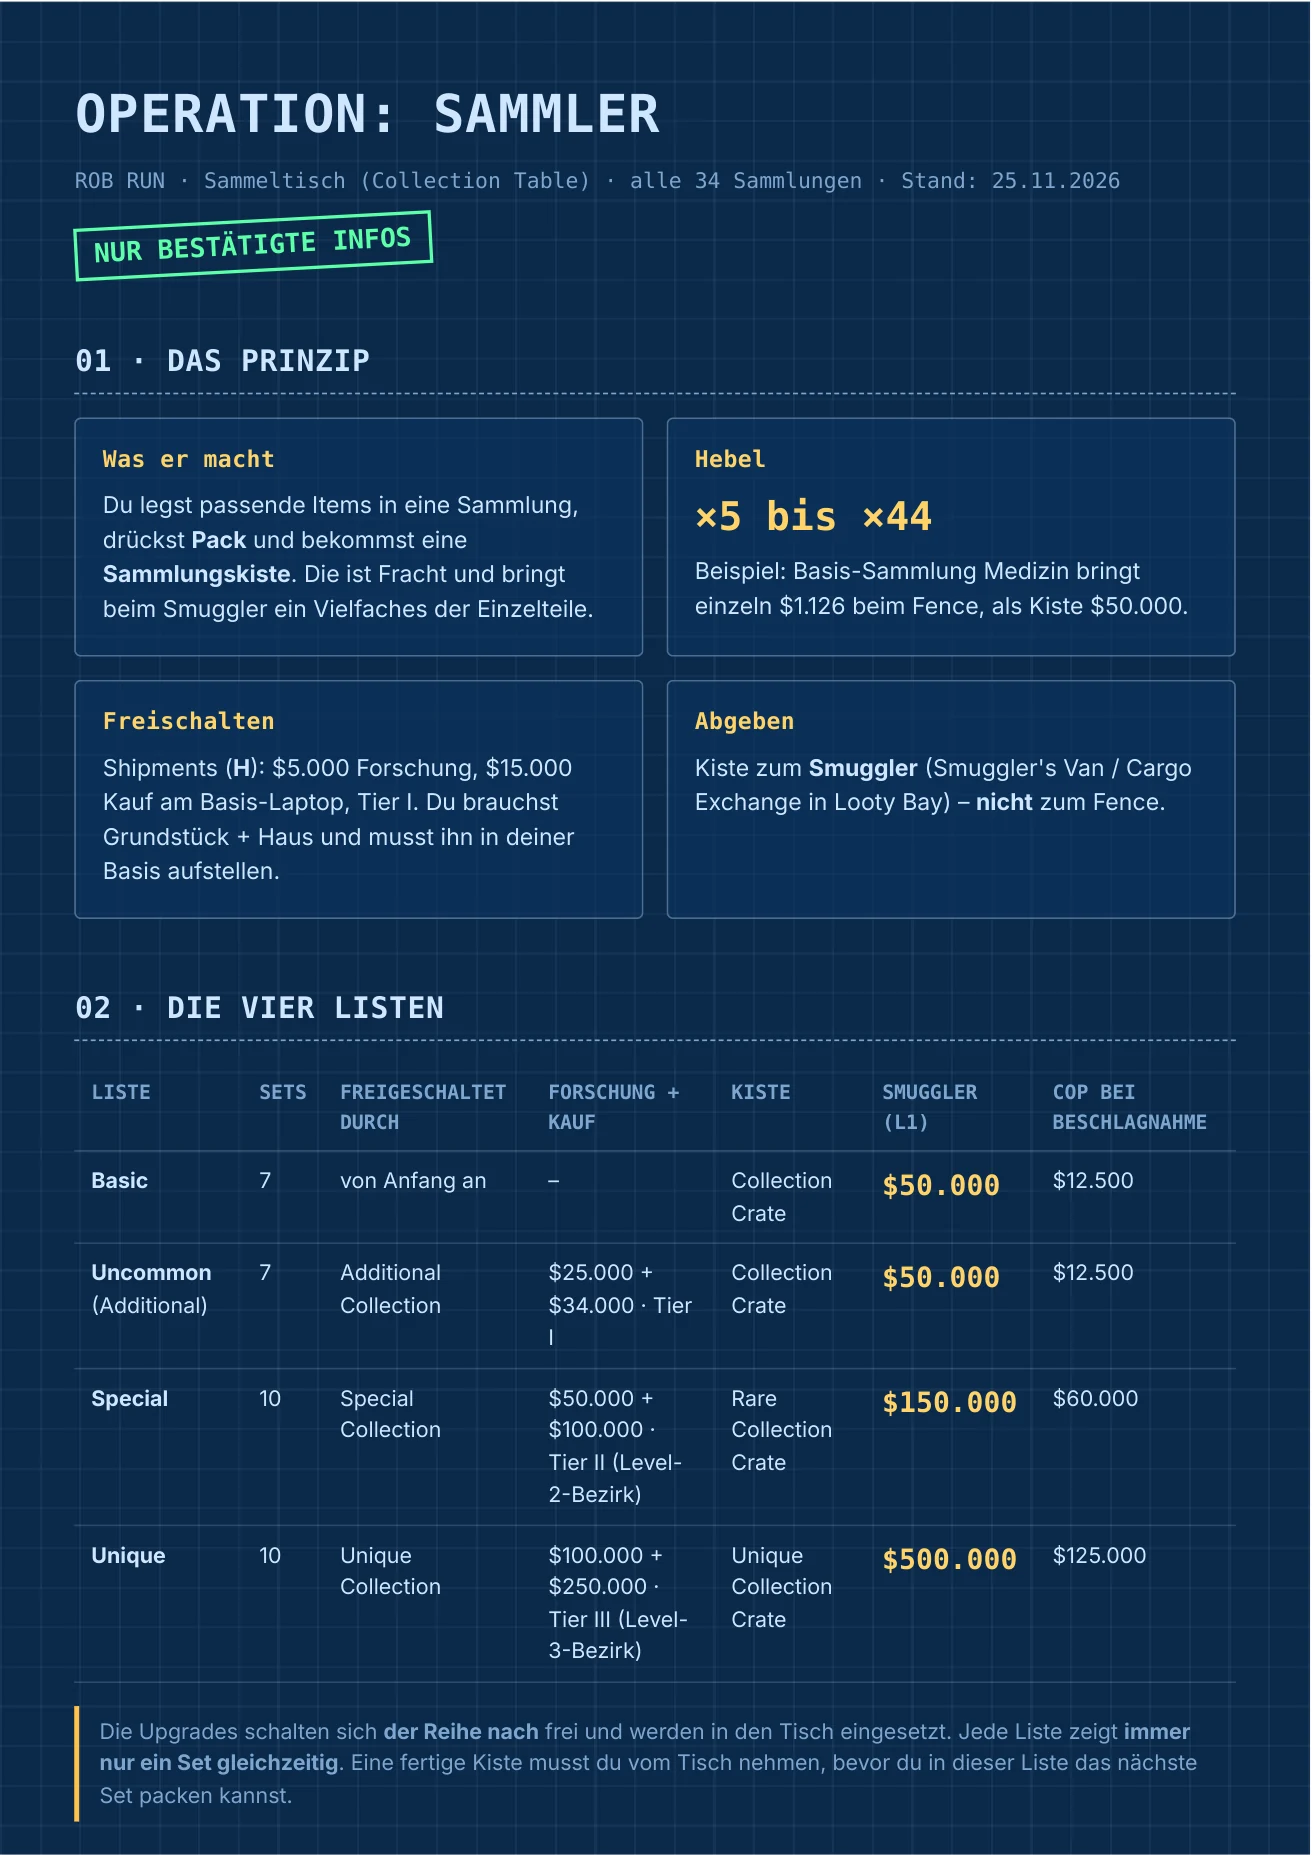 OPERATION: SAMMLER
ROB RUN · Sammeltisch (Collection Table) · alle 34 Sammlungen · Stand: 25.11.2026
NUR BESTÄTIGTE INFOS
01 · DAS PRINZIP
Was er macht
Du legst passende Items in eine Sammlung,
drückst Pack und bekommst eine
Sammlungskiste. Die ist Fracht und bringt
beim Smuggler ein Vielfaches der Einzelteile.
Hebel
×5 bis ×44
Beispiel: Basis-Sammlung Medizin bringt
einzeln $1.126 beim Fence, als Kiste $50.000.
Freischalten
Shipments (H): $5.000 Forschung, $15.000
Kauf am Basis-Laptop, Tier I. Du brauchst
Grundstück + Haus und musst ihn in deiner
Basis aufstellen.
Abgeben
Kiste zum Smuggler (Smuggler's Van / Cargo
Exchange in Looty Bay) – nicht zum Fence.
02 · DIE VIER LISTEN
LISTE SETS FREIGESCHALTET FORSCHUNG + KISTE SMUGGLER COP BEI
DURCH KAUF (L1) BESCHLAGNAHME
Basic 7 von Anfang an – Collection $50.000 $12.500
Crate
Uncommon 7 Additional $25.000 + Collection $50.000 $12.500
(Additional) Collection $34.000 · Tier Crate
I
Special 10 Special $50.000 + Rare $150.000 $60.000
Collection $100.000 · Collection
Tier II (Level- Crate
2-Bezirk)
Unique 10 Unique $100.000 + Unique $500.000 $125.000
Collection $250.000 · Collection
Tier III (Level- Crate
3-Bezirk)
Die Upgrades schalten sich der Reihe nach frei und werden in den Tisch eingesetzt. Jede Liste zeigt immer
nur ein Set gleichzeitig. Eine fertige Kiste musst du vom Tisch nehmen, bevor du in dieser Liste das nächste
Set packen kannst.